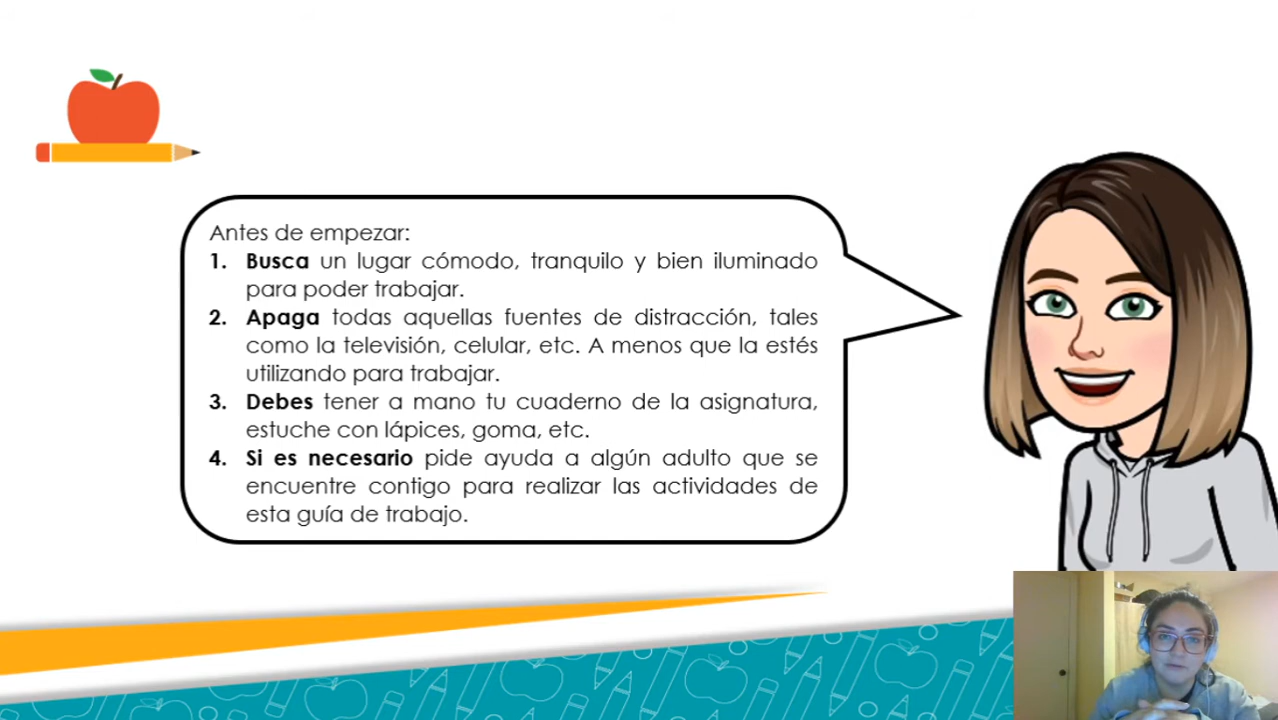 Antes de empezar:
1. Busca un lugar cómodo, tranquilo y bien iluminado
para poder trabajar.
2. Apaga todas aquellas fuentes de distracción, tales
como la televisión, celular, etc. A menos que la estés
utilizando para trabajar.
3. Debes tener a mano tu cuaderno de la asignatura,
estuche con lápices, goma, etc.
4. Si es necesario pide ayuda a algún adulto que se
encuentre contigo para realizar las actividades de
esta guía de trabajo.